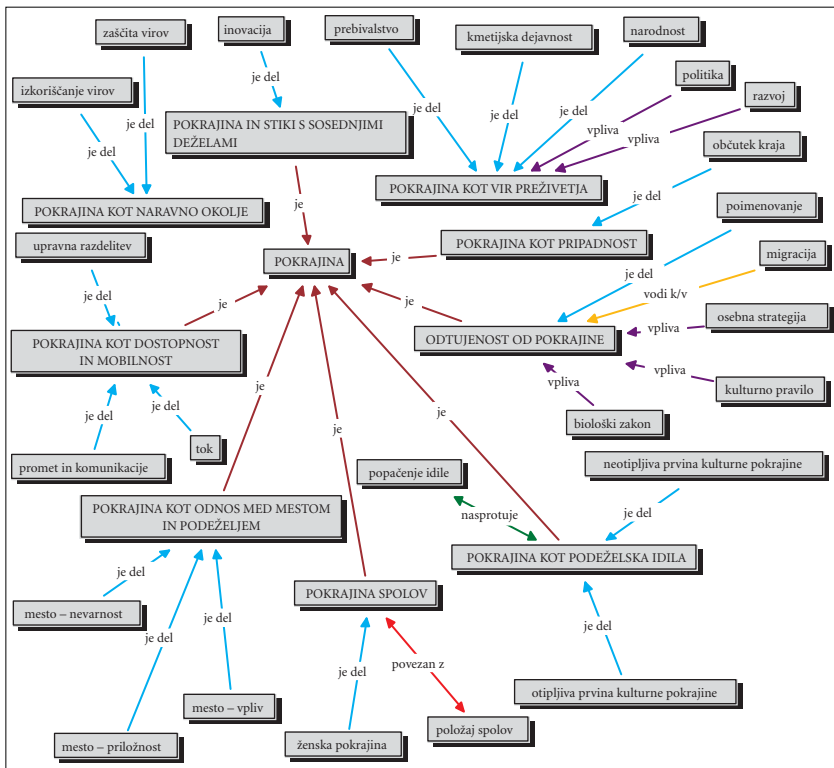 zaščita virov
inovacija
prebivalstvo
kmetijska dejavnost
narodnost
politika
razvoj
izkoriščanje virov
je del
je del
je del
je del
je del
je del
je del
vpliva
vpliva
POKRAJINA IN STIKI S SOSEDNJIMI
DEŽELAMI
občutek kraja
POKRAJINA KOT VIR PREŽIVETJA
je del
POKRAJINA KOT NARAVNO OKOLJE
je
poimenovanje
upravna razdelitev
POKRAJINA KOT PRIPADNOST
je
POKRAJINA
migracija
je del
je del
vodi k/v
je
je
osebna strategija
vpliva
POKRAJINA KOT DOSTOPNOST
IN MOBILNOST
ODTUJENOST OD POKRAJINE
vpliva
kulturno pravilo
vpliva
je
biološki zakon
je del
je del
je
je
tok
promet in komunikacije
popačenje idile
neotipljiva prvina kulturne pokrajine
POKRAJINA KOT ODNOS MED MESTOM
IN PODEŽELJEM
nasprotuje
je del
POKRAJINA KOT PODEŽELSKA IDILA
je del
POKRAJINA SPOLOV
mesto – nevarnost
je del
je del
je del
je del
povezan z
otipljiva prvina kulturne pokrajine
mesto – vpliv
mesto – priložnost
ženska pokrajina
položaj spolov